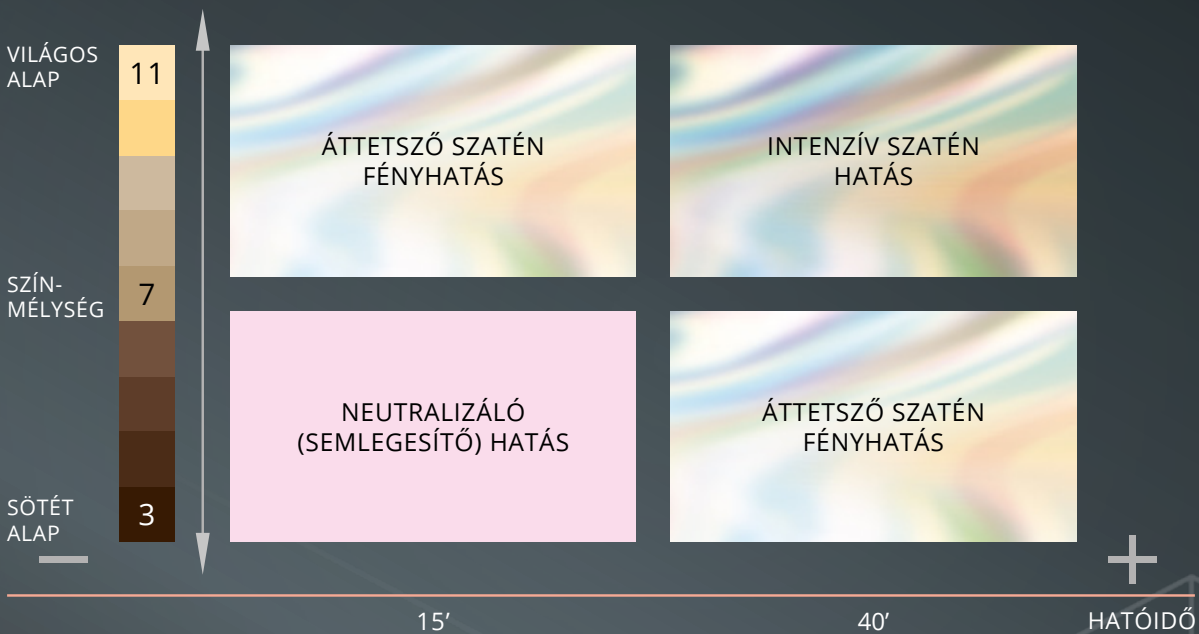 VILÁGOS
ALAP
11
ÁTTETSZŐ SZATÉN
FÉNYHATÁS
INTENZÍV SZATÉN
HATÁS
SZÍN-
MÉLYSÉG
7
NEUTRALIZÁLÓ
(SEMLEGESÍTŐ) HATÁS
ÁTTETSZŐ SZATÉN
FÉNYHATÁS
SÖTÉT
ALAP
3
15’
40’
HATÓIDŐ